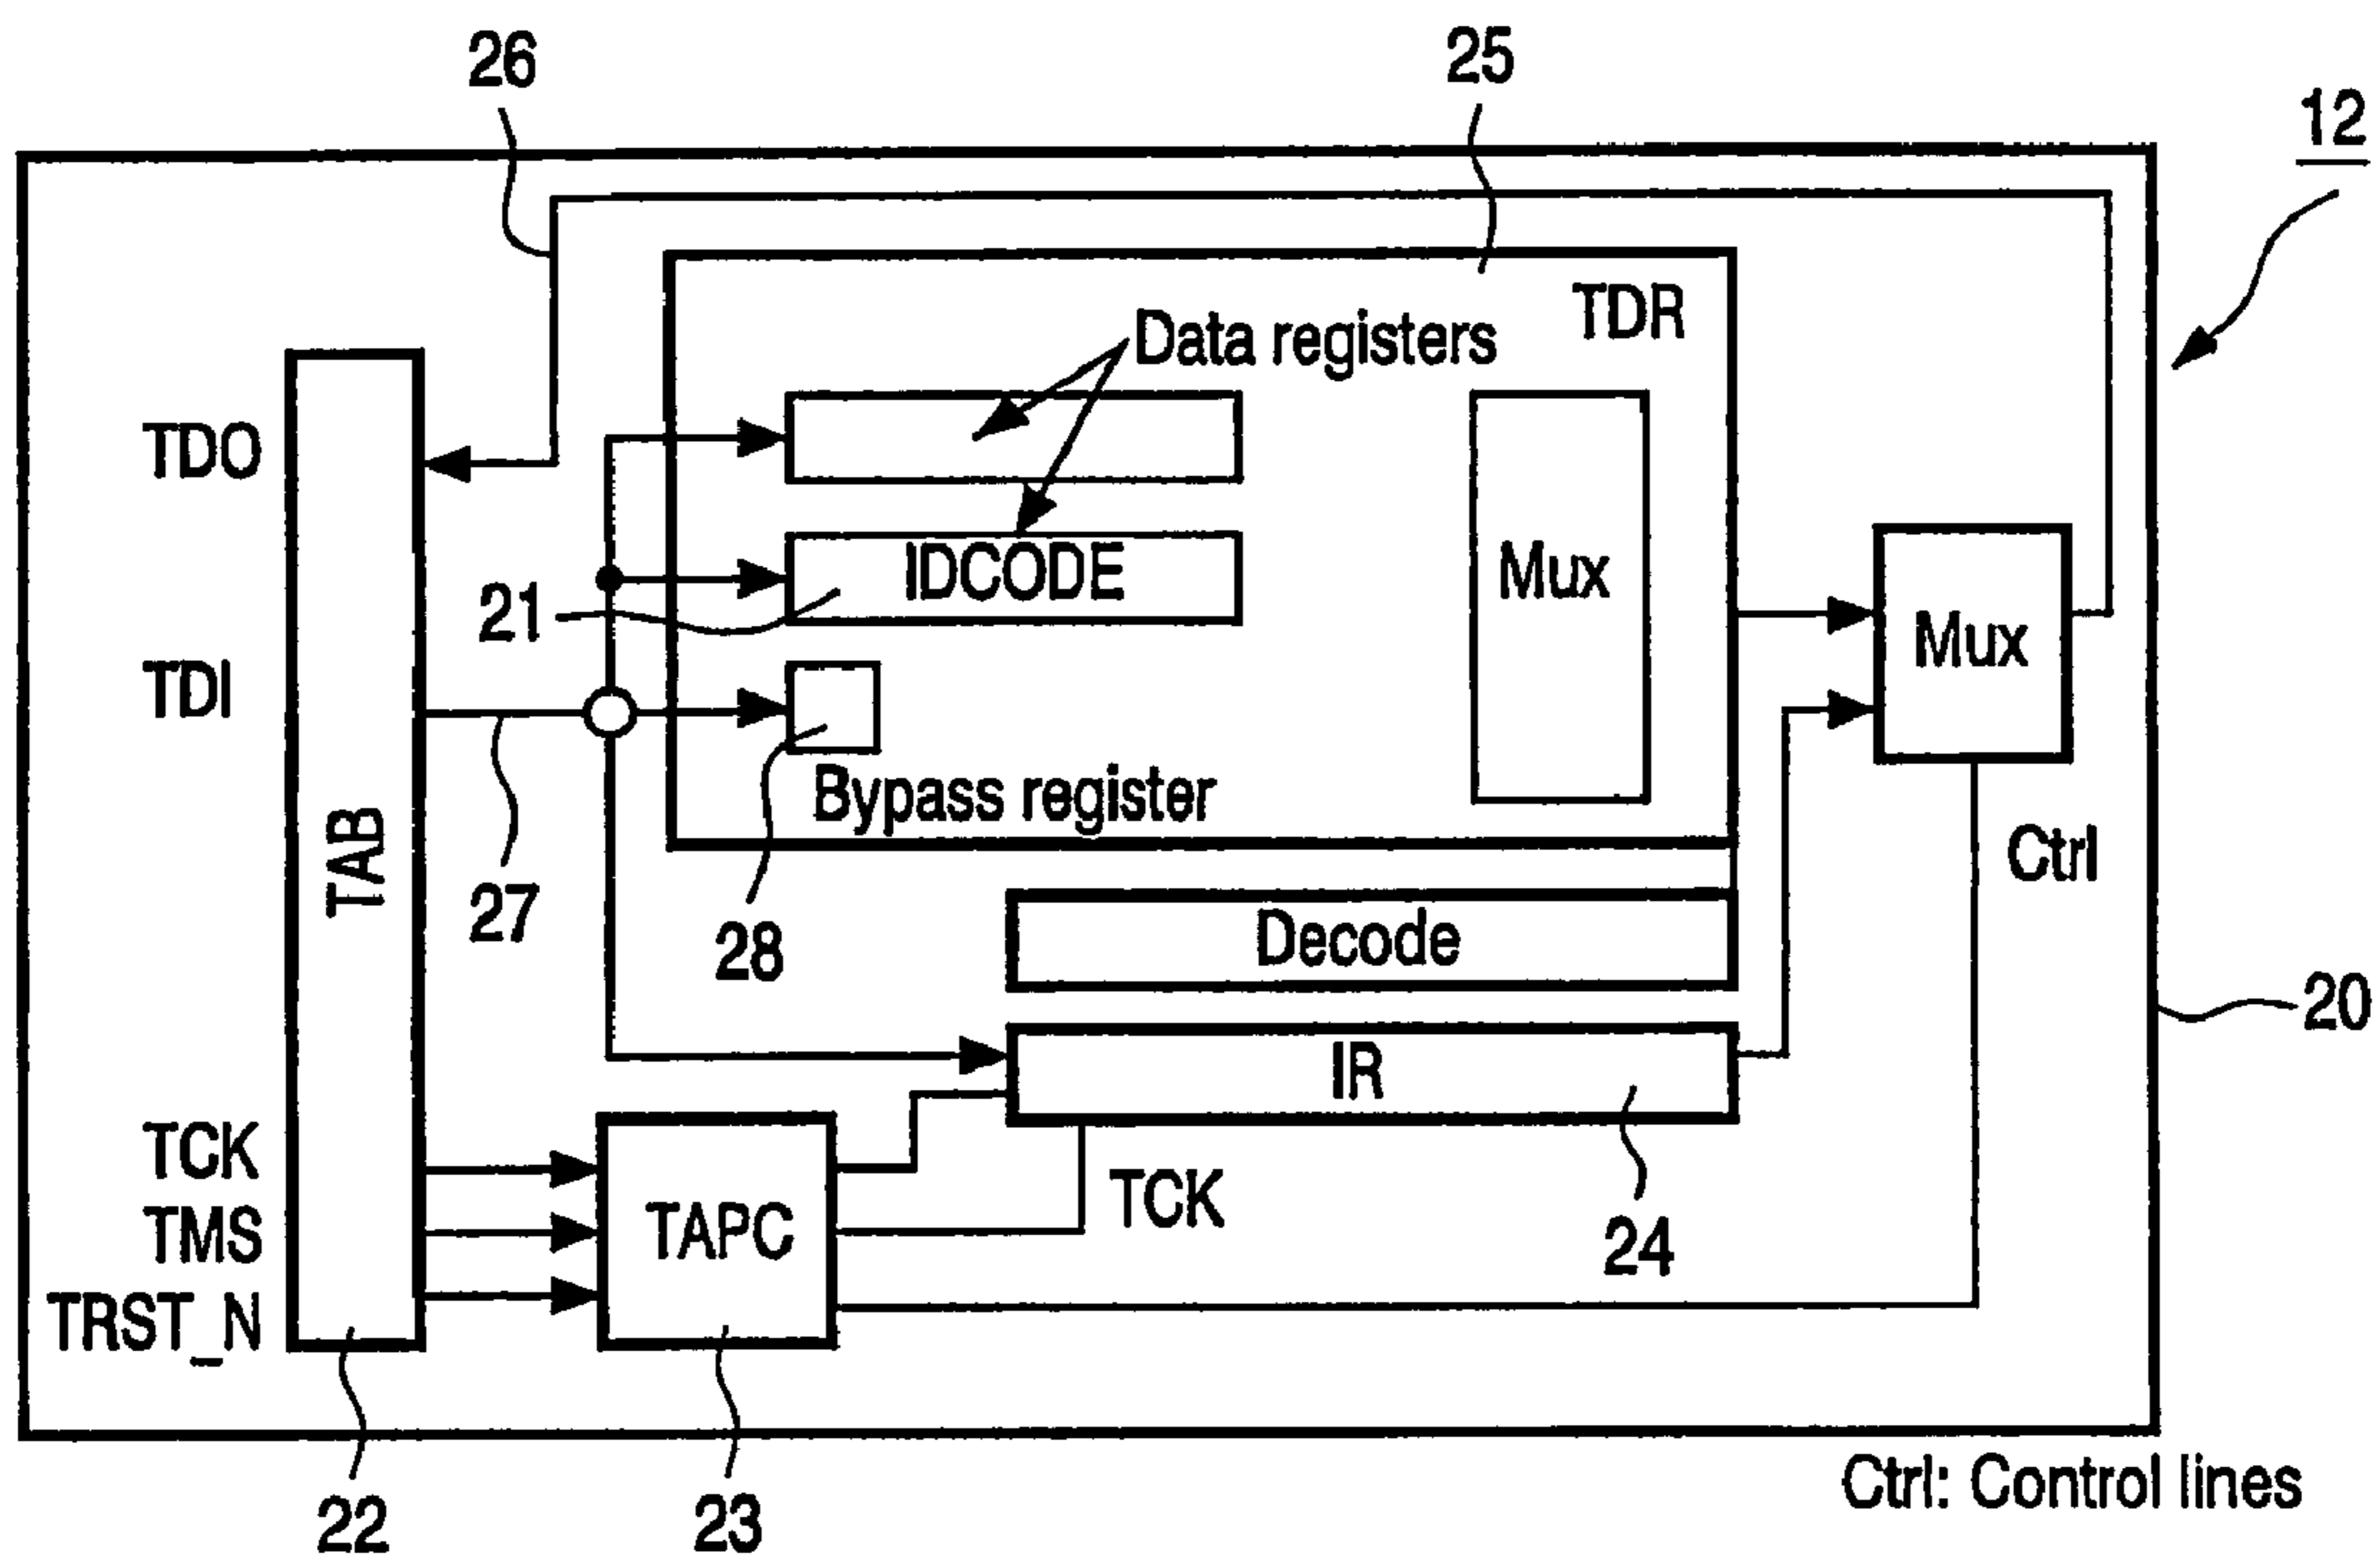 26
25
12
TDR
Data registers
TDO
IDCODE
Mux
21
Mux
TDI
Bypass register
TAB
Ctrl
27
28
Decode
20
IR
TCK
TCK
TMS
TAPC
24
TRST_N
Ctrl: Control lines
22
23